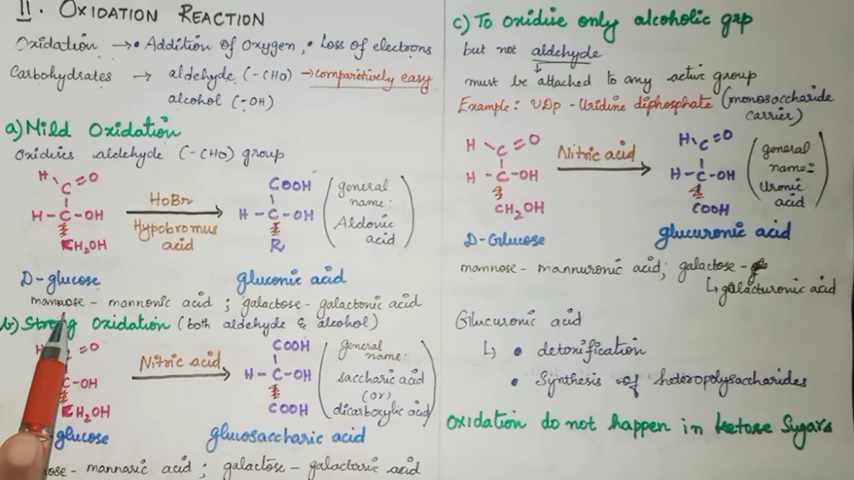 II. OXIDATION REACTION
Oxidation → • Addition of Oxygen, • Loss of electrons
Carbohydrates → aldehyde (-CHO) → comparitively easy
alcohol (-OH)
a) Mild Oxidation
Oxidises aldehyde (-CHO) group
H C=O
H-C-OH
CH2OH
HOBr
Hypobromus acid
COOH
H-C-OH
R
(general name: Aldonic acid)
D-glucose
gluconic acid
mannose - mannonic acid ; galactose - galactonic acid
b) Strong Oxidation (both aldehyde & alcohol)
H =O
C-OH
CH2OH
Nitric acid
COOH
H-C-OH
COOH
(general name: saccharic acid (or) dicarboxylic acid)
glucose
glucosaccharic acid
ose - mannaric acid ; galactose - galactaric acid
c) To oxidise only alcoholic grp
but not aldehyde
must be attached to any active group
Example: UDP - Uridine diphosphate (monosaccharide carrier)
H C=O
H-C-OH
CH2OH
Nitric acid
H C=O
H-C-OH
COOH
(general name= Uronic acid)
D-Glucose
glucuronic acid
mannose - mannuronic acid; galactose-
↳ galacturonic acid
Glucuronic acid
↳ • detoxification
• Synthesis of heteropolysaccharides
Oxidation do not happen in ketose Sugars